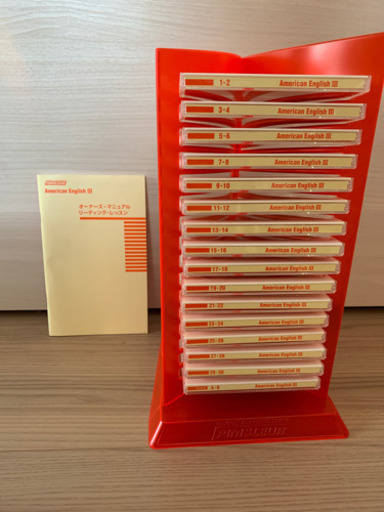 American English III
オーナーズ・マニュアル
リーディング・レッスン
1-2 American English III
3-4 American English III
5-6 American English III
7-8 American English III
9-10 American English III
11-12 American English III
13-14 American English III
15-16 American English III
17-18 American English III
19-20 American English III
21-22 American English III
23-24 American English III
25-26 American English III
27-28 American English III
29-30 American English III
American English III
PIMSLEUR